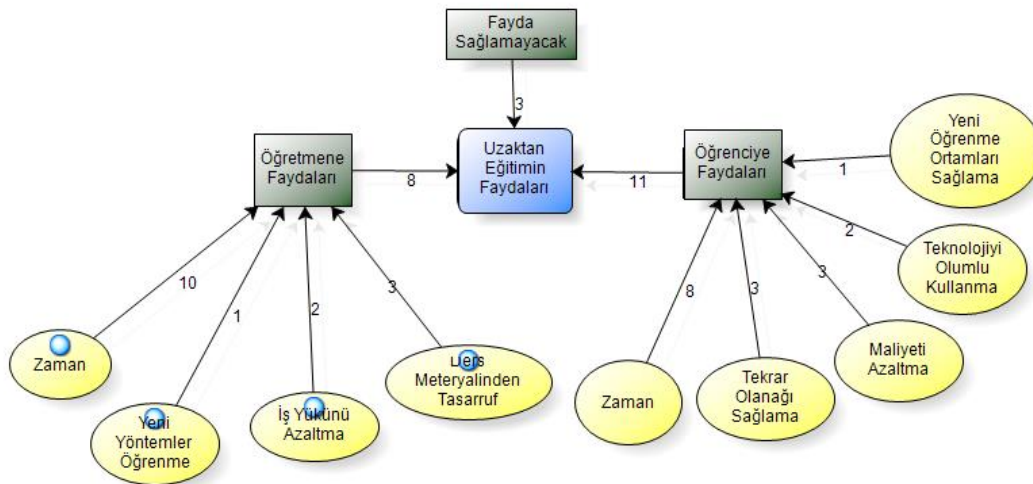 Fayda
Sağlamayacak
3
Öğretmene
Faydaları
8
Uzaktan
Eğitimin
Faydaları
11
Öğrenciye
Faydaları
1
Yeni
Öğrenme
Ortamları
Sağlama
2
Teknolojiyi
Olumlu
Kullanma
10
1
2
3
8
3
3
Zaman
Yeni
Yöntemler
Öğrenme
İş Yükünü
Azaltma
Ders
Meteryalinden
Tasarruf
Zaman
Tekrar
Olanağı
Sağlama
Maliyeti
Azaltma